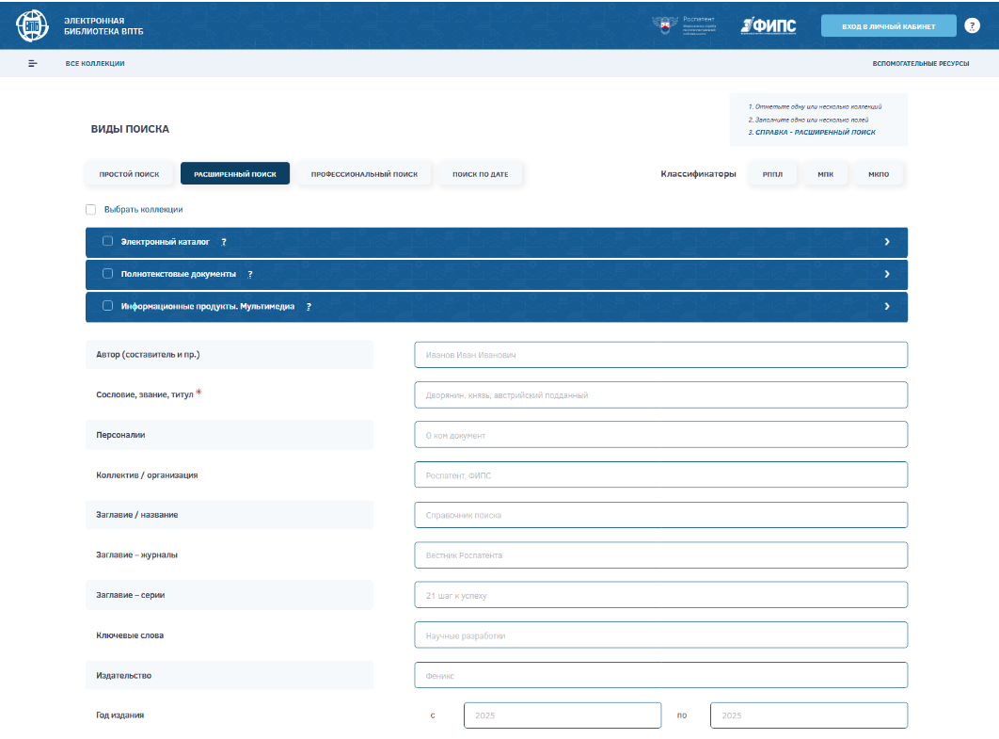 ЭЛЕКТРОННАЯ
БИБЛИОТЕКА ВПТБ
ВПТБ
Роспатент
ФИПС
ВХОД В ЛИЧНЫЙ КАБИНЕТ
?
ВСЕ КОЛЛЕКЦИИ
ВСПОМОГАТЕЛЬНЫЕ РЕСУРСЫ
1. Отметьте одну или несколько коллекций
2. Заполните одно или несколько полей
3. СПРАВКА - РАСШИРЕННЫЙ ПОИСК
ВИДЫ ПОИСКА
ПРОСТОЙ ПОИСК
РАСШИРЕННЫЙ ПОИСК
ПРОФЕССИОНАЛЬНЫЙ ПОИСК
ПОИСК ПО ДАТЕ
Классификаторы
РППЛ
МПК
МКПО
Выбрать коллекции
Электронный каталог ?
Полнотекстовые документы ?
Информационные продукты. Мультимедиа ?
Автор (составитель и пр.)
Иванов Иван Иванович
Сословие, звание, титул *
Дворянин, князь, австрийский подданный
Персоналии
О ком документ
Коллектив / организация
Роспатент, ФИПС
Заглавие / название
Справочник поиска
Заглавие – журналы
Вестник Роспатента
Заглавие – серии
21 шаг к успеху
Ключевые слова
Научные разработки
Издательство
Феникс
Год издания
с
2025
по
2025